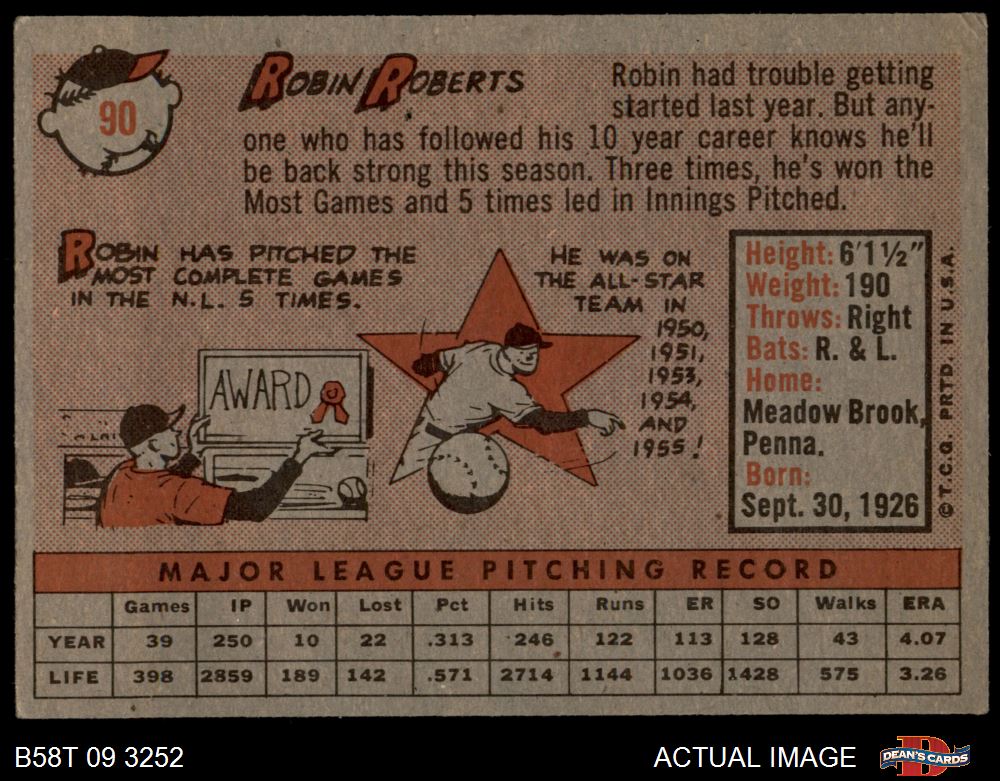 90
ROBIN ROBERTS
Robin had trouble getting
started last year. But any-
one who has followed his 10 year career knows he'll
be back strong this season. Three times, he's won the
Most Games and 5 times led in Innings Pitched.
ROBIN HAS PITCHED THE
MOST COMPLETE GAMES
IN THE N.L. 5 TIMES.
AWARD
HE WAS ON
THE ALL-STAR
TEAM IN
1950,
1951,
1953,
1954,
AND
1955!
Height: 6'1½"
Weight: 190
Throws: Right
Bats: R. & L.
Home:
Meadow Brook,
Penna.
Born:
Sept. 30, 1926
©T.C.G. PRTD. IN U.S.A.
MAJOR LEAGUE PITCHING RECORD
Games IP Won Lost Pct Hits Runs ER SO Walks ERA
YEAR 39 250 10 22 .313 246 122 113 128 43 4.07
LIFE 398 2859 189 142 .571 2714 1144 1036 1428 575 3.26
B58T 09 3252
ACTUAL IMAGE
DEAN'S CARDS